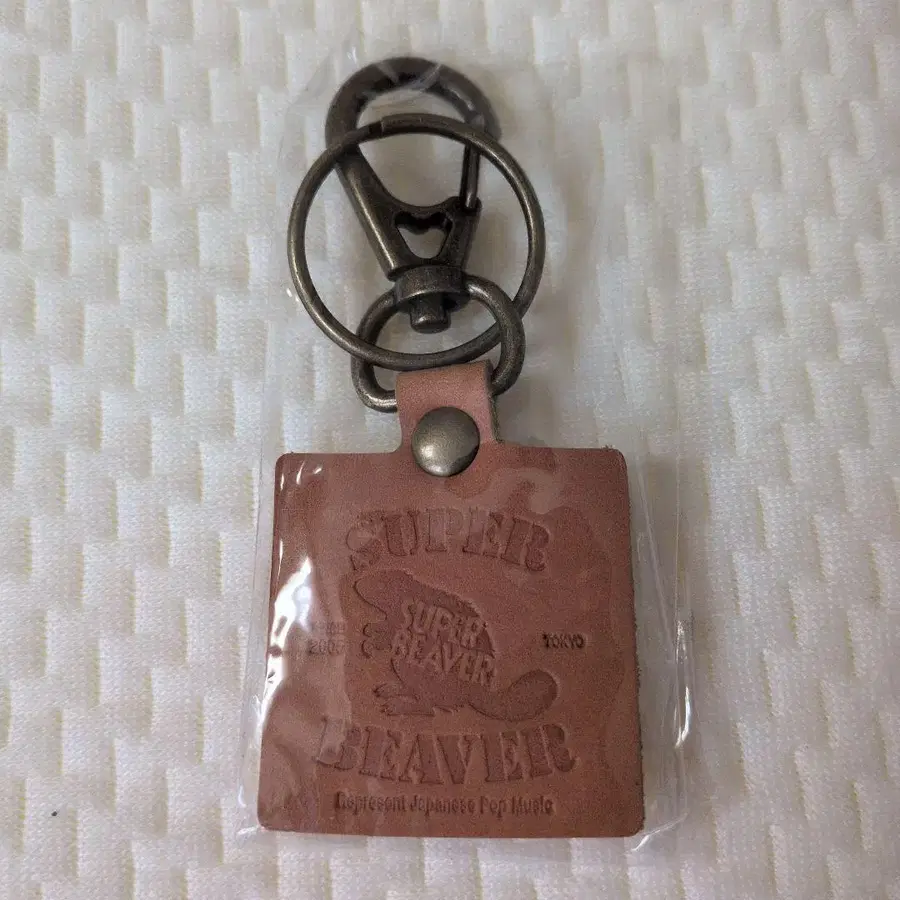 SUPER
SUPER
BEAVER
2005
TOKYO
BEAVER
Represent Japanese Pop Music